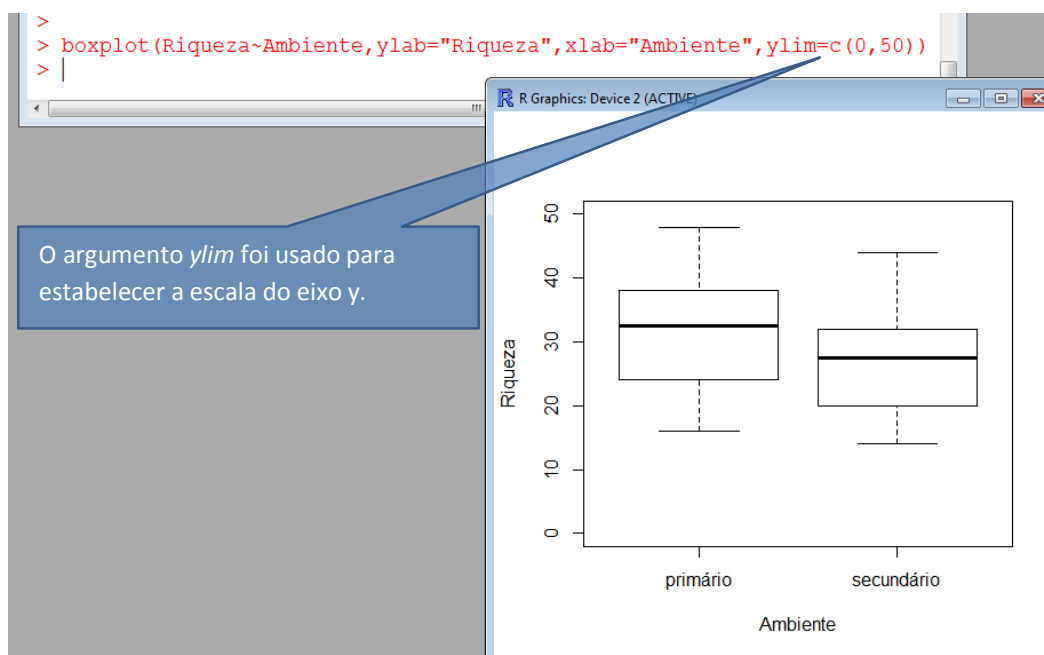 >
> boxplot(Riqueza~Ambiente,ylab="Riqueza",xlab="Ambiente",ylim=c(0,50))
>
R Graphics: Device 2 (ACTIVE)
O argumento ylim foi usado para
estabelecer a escala do eixo y.
50
40
30
20
10
0
Riqueza
primário
secundário
Ambiente